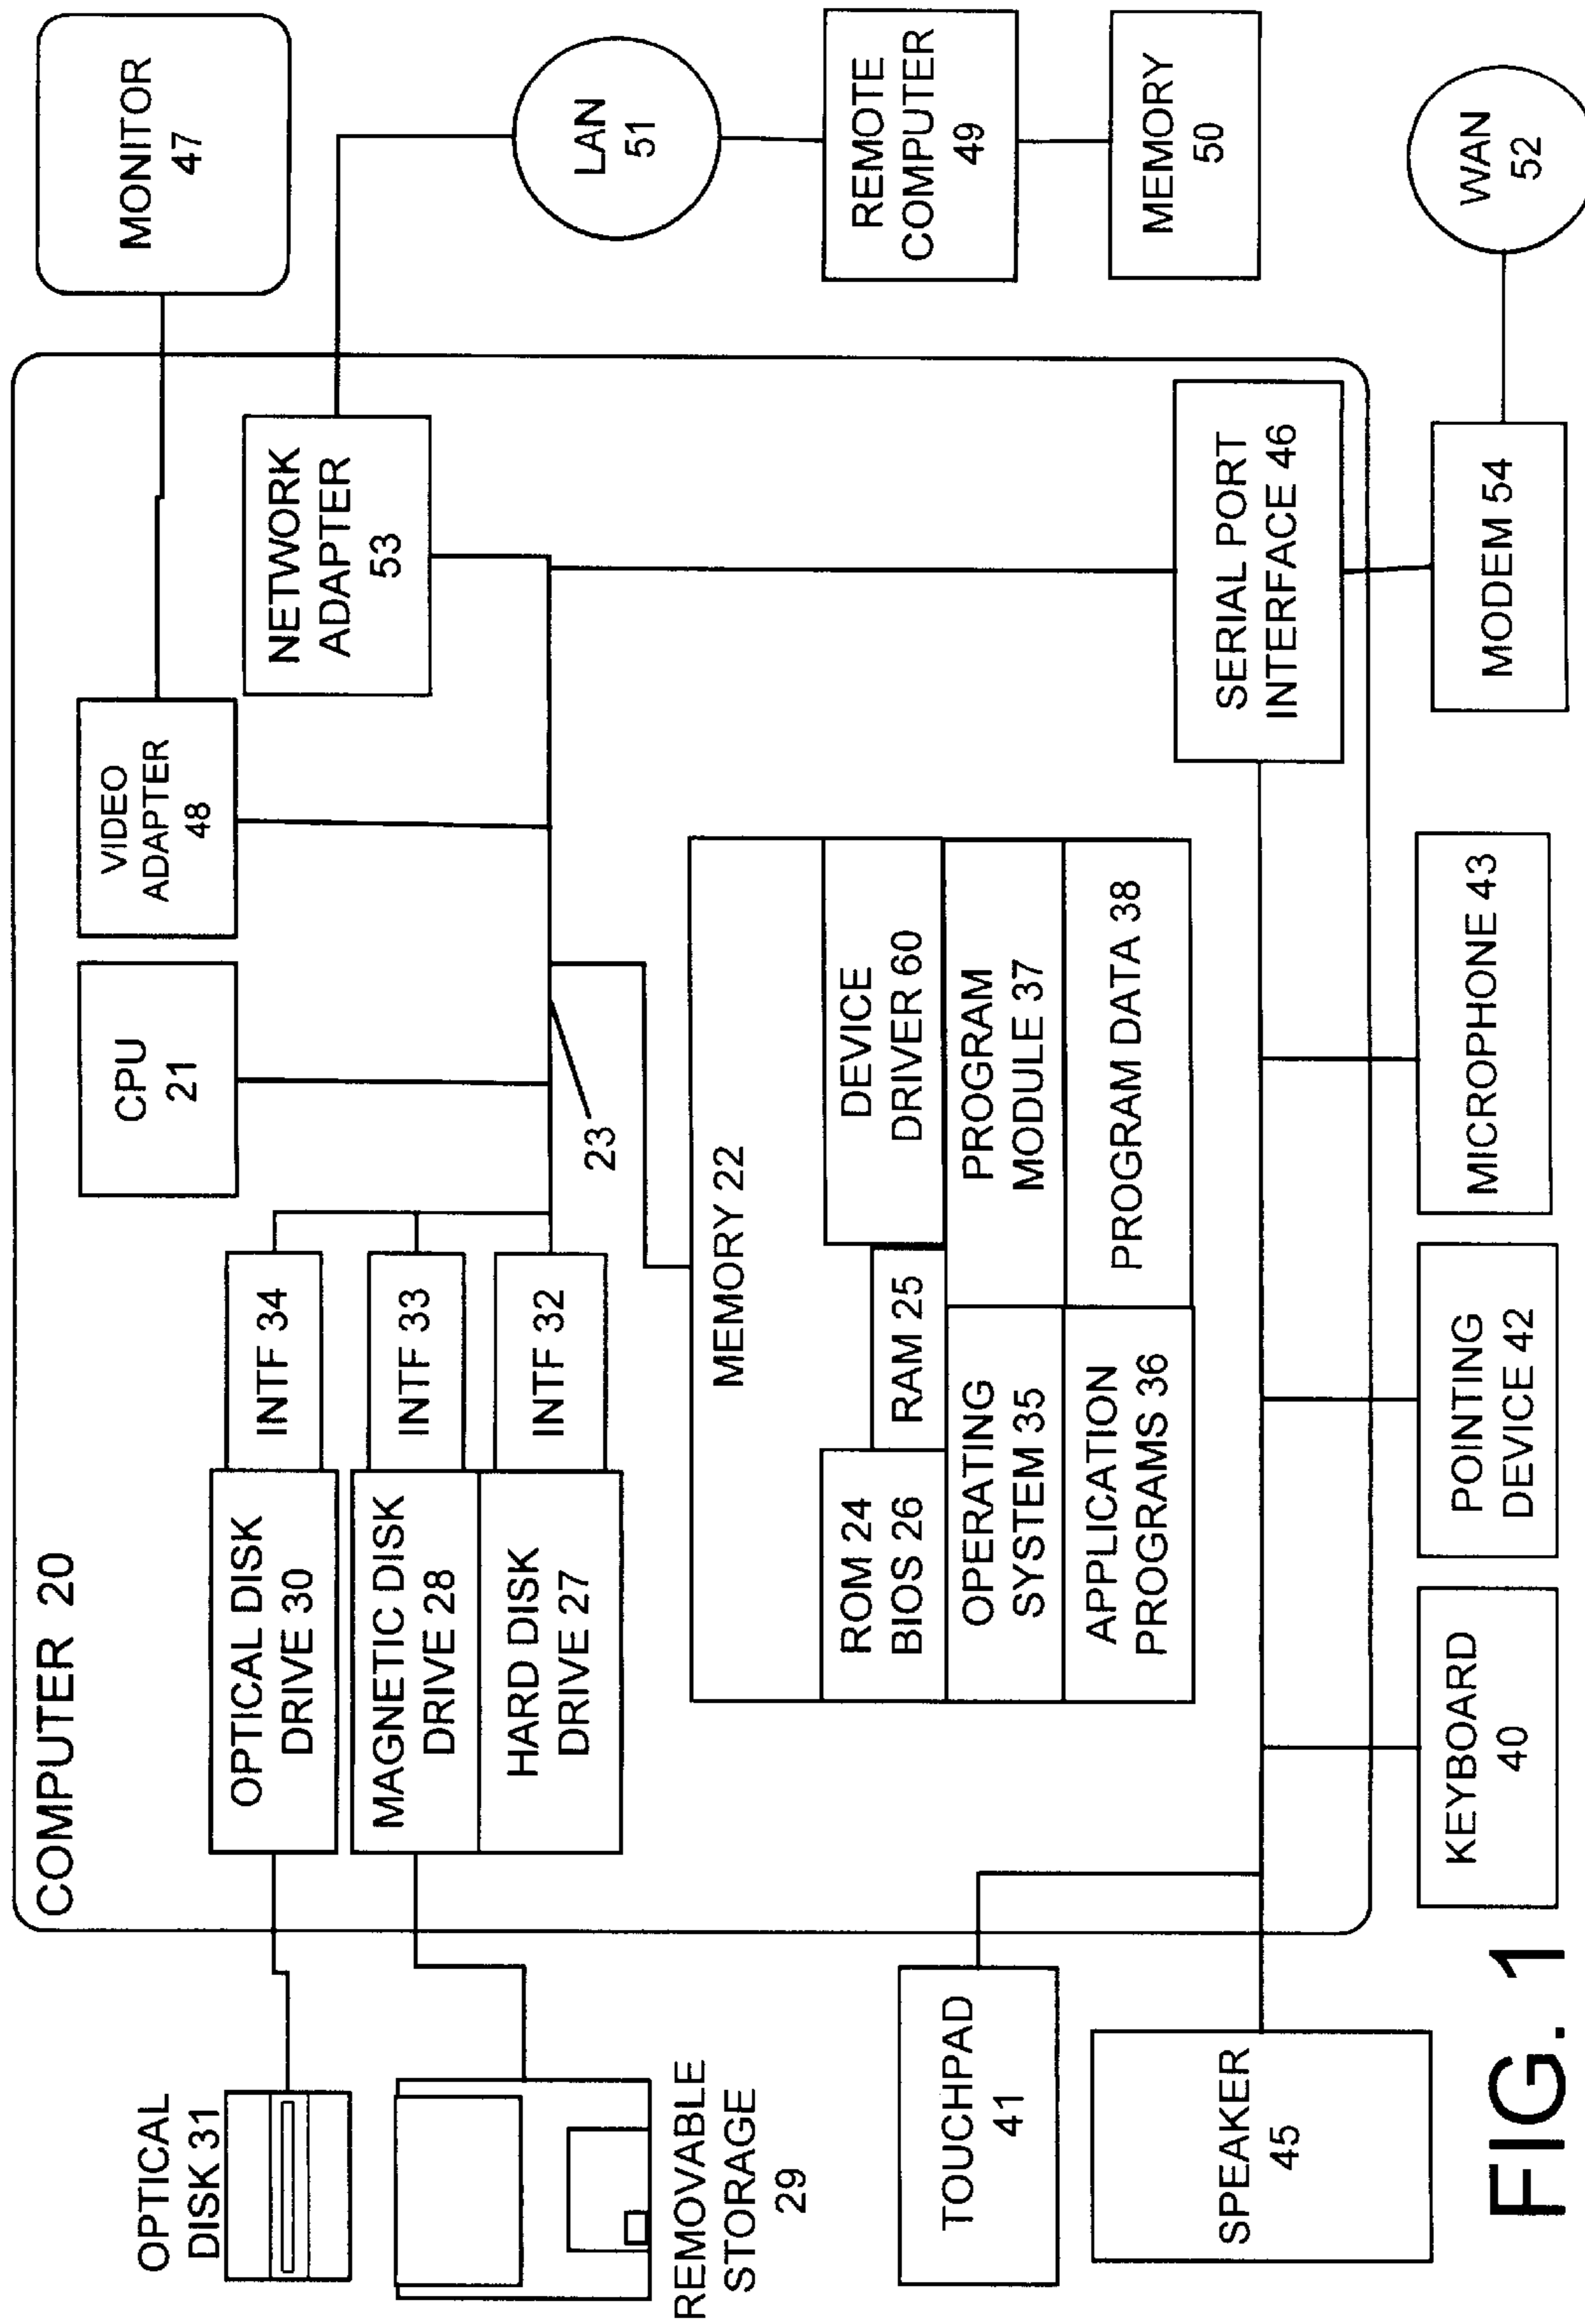 COMPUTER 20
MONITOR
47
CPU
21
VIDEO
ADAPTER
48
NETWORK
ADAPTER
53
OPTICAL
DISK 31
OPTICAL DISK
DRIVE 30
INTF 34
MAGNETIC DISK
DRIVE 28
INTF 33
HARD DISK
DRIVE 27
INTF 32
23
REMOVABLE
STORAGE
29
LAN
51
MEMORY 22
ROM 24
BIOS 26
RAM 25
DEVICE
DRIVER 60
OPERATING
SYSTEM 35
PROGRAM
MODULE 37
APPLICATION
PROGRAMS 36
PROGRAM DATA 38
REMOTE
COMPUTER
49
MEMORY
50
TOUCHPAD
41
SPEAKER
45
SERIAL PORT
INTERFACE 46
KEYBOARD
40
POINTING
DEVICE 42
MICROPHONE 43
MODEM 54
WAN
52
FIG. 1